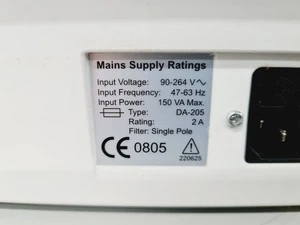 Mains Supply Ratings
Input Voltage: 90-264 V
Input Frequency: 47-63 Hz
Input Power: 150 VA Max.
Type: DA-205
Rating: 2 A
Filter: Single Pole
CE 0805
220625